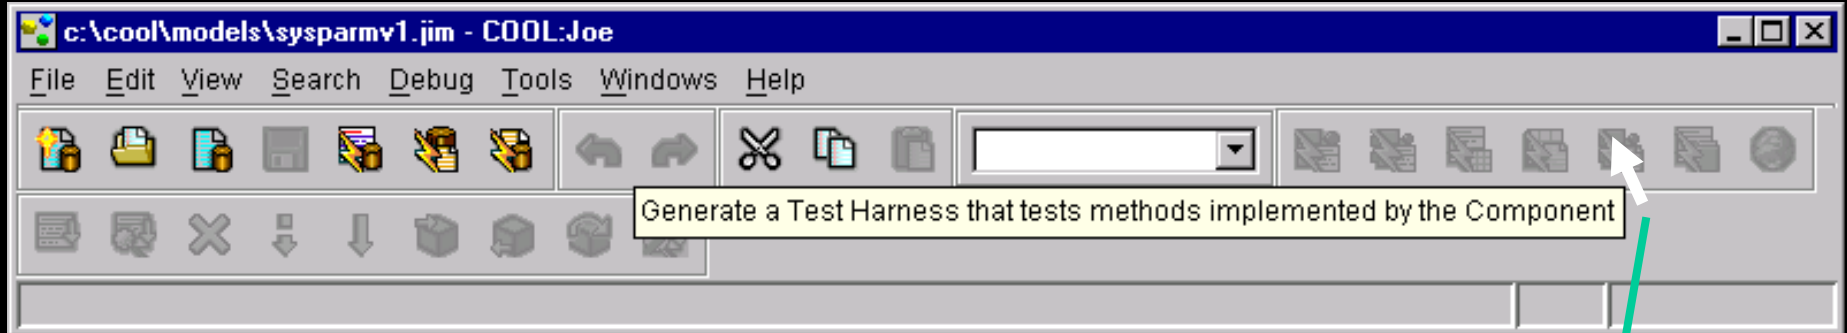 c:\cool\models\sysparmv1.jim - COOL:Joe
File Edit View Search Debug Tools Windows Help
Generate a Test Harness that tests methods implemented by the Component